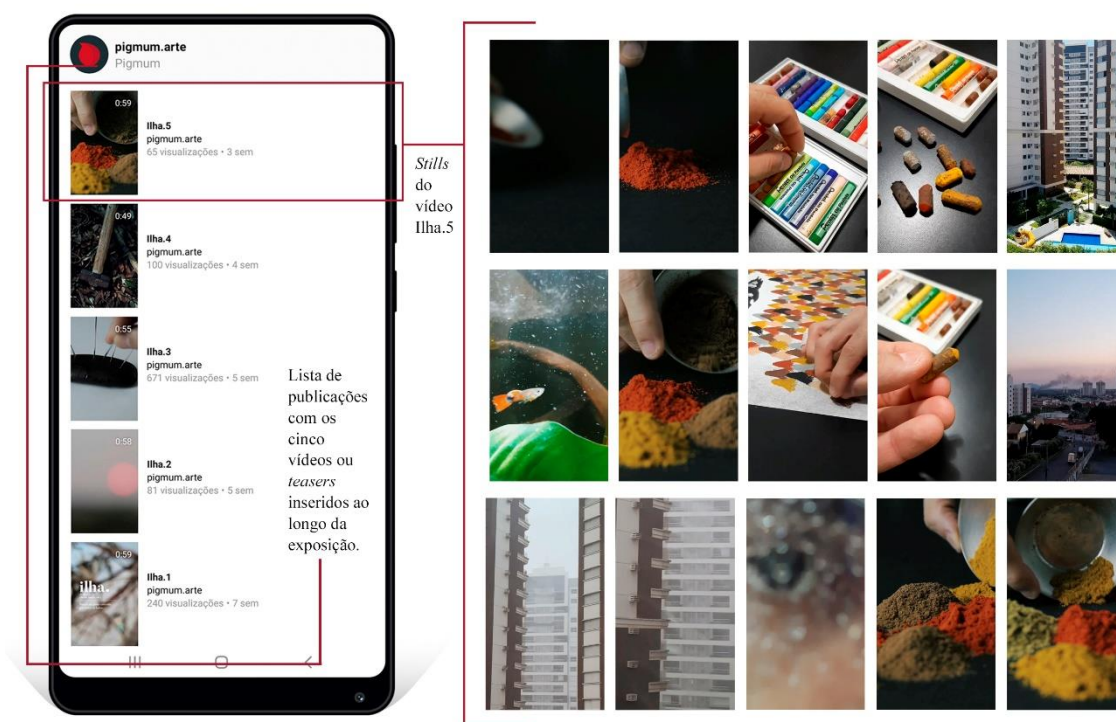 pigmum.arte
Pigmum
0:59
Ilha.5
pigmum.arte
65 visualizações • 3 sem
0:49
Ilha.4
pigmum.arte
100 visualizações • 4 sem
0:55
Ilha.3
pigmum.arte
671 visualizações • 5 sem
0:58
Ilha.2
pigmum.arte
81 visualizações • 5 sem
0:59
ilha.
Ilha.1
pigmum.arte
240 visualizações • 7 sem
Lista de
publicações
com os
cinco
vídeos ou
teasers
inseridos ao
longo da
exposição.
Stills
do
vídeo
Ilha.5